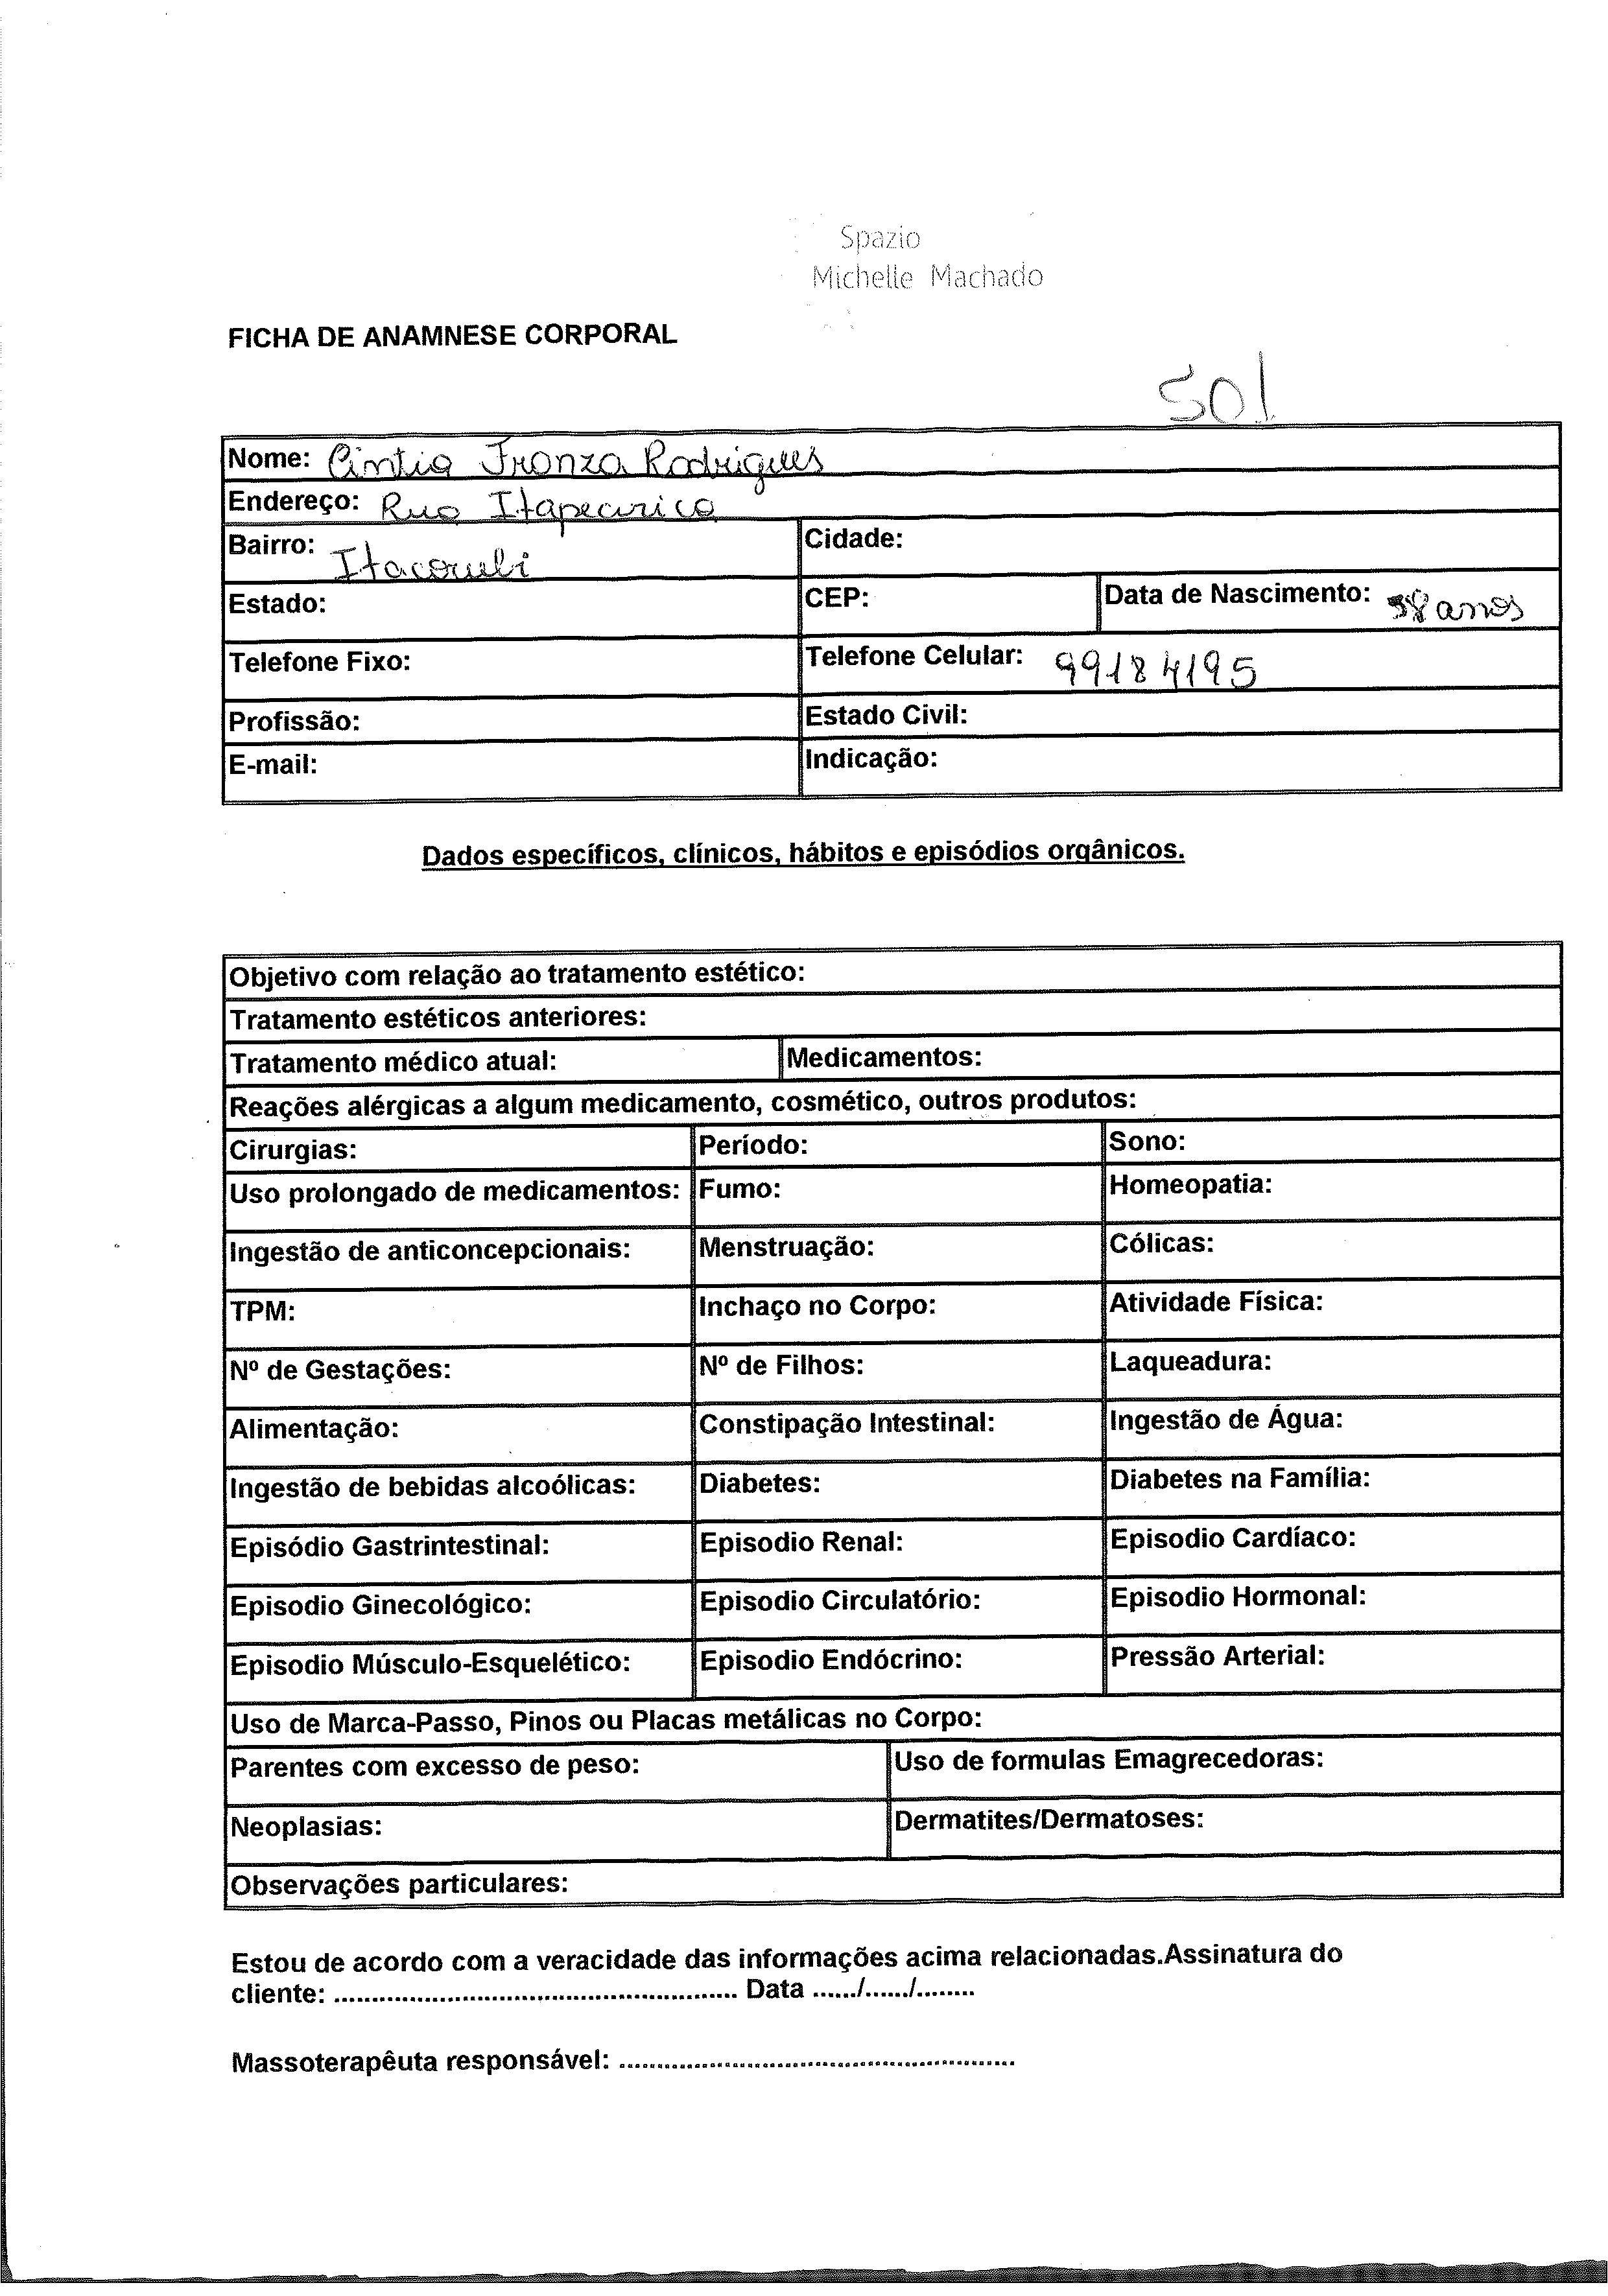 Spazio
Michelle Machado
FICHA DE ANAMNESE CORPORAL
501
Nome: Cintia Fronza Rodrigues
Endereço: Rua Itapecurica
Bairro: Itacorubi
Cidade:
Estado:
CEP:
Data de Nascimento: 38 anos
Telefone Fixo:
Telefone Celular: 99184195
Profissão:
Estado Civil:
E-mail:
Indicação:
Dados específicos, clínicos, hábitos e episódios orgânicos.
Objetivo com relação ao tratamento estético:
Tratamento estéticos anteriores:
Tratamento médico atual:
Medicamentos:
Reações alérgicas a algum medicamento, cosmético, outros produtos:
Cirurgias:
Período:
Sono:
Uso prolongado de medicamentos:
Fumo:
Homeopatia:
Ingestão de anticoncepcionais:
Menstruação:
Cólicas:
TPM:
Inchaço no Corpo:
Atividade Física:
Nº de Gestações:
Nº de Filhos:
Laqueadura:
Alimentação:
Constipação Intestinal:
Ingestão de Água:
Ingestão de bebidas alcoólicas:
Diabetes:
Diabetes na Família:
Episódio Gastrintestinal:
Episodio Renal:
Episodio Cardíaco:
Episodio Ginecológico:
Episodio Circulatório:
Episodio Hormonal:
Episodio Músculo-Esquelético:
Episodio Endócrino:
Pressão Arterial:
Uso de Marca-Passo, Pinos ou Placas metálicas no Corpo:
Parentes com excesso de peso:
Uso de formulas Emagrecedoras:
Neoplasias:
Dermatites/Dermatoses:
Observações particulares:
Estou de acordo com a veracidade das informações acima relacionadas.Assinatura do
cliente: ..................................................... Data ....../....../........
Massoterapêuta responsável: ....................................................